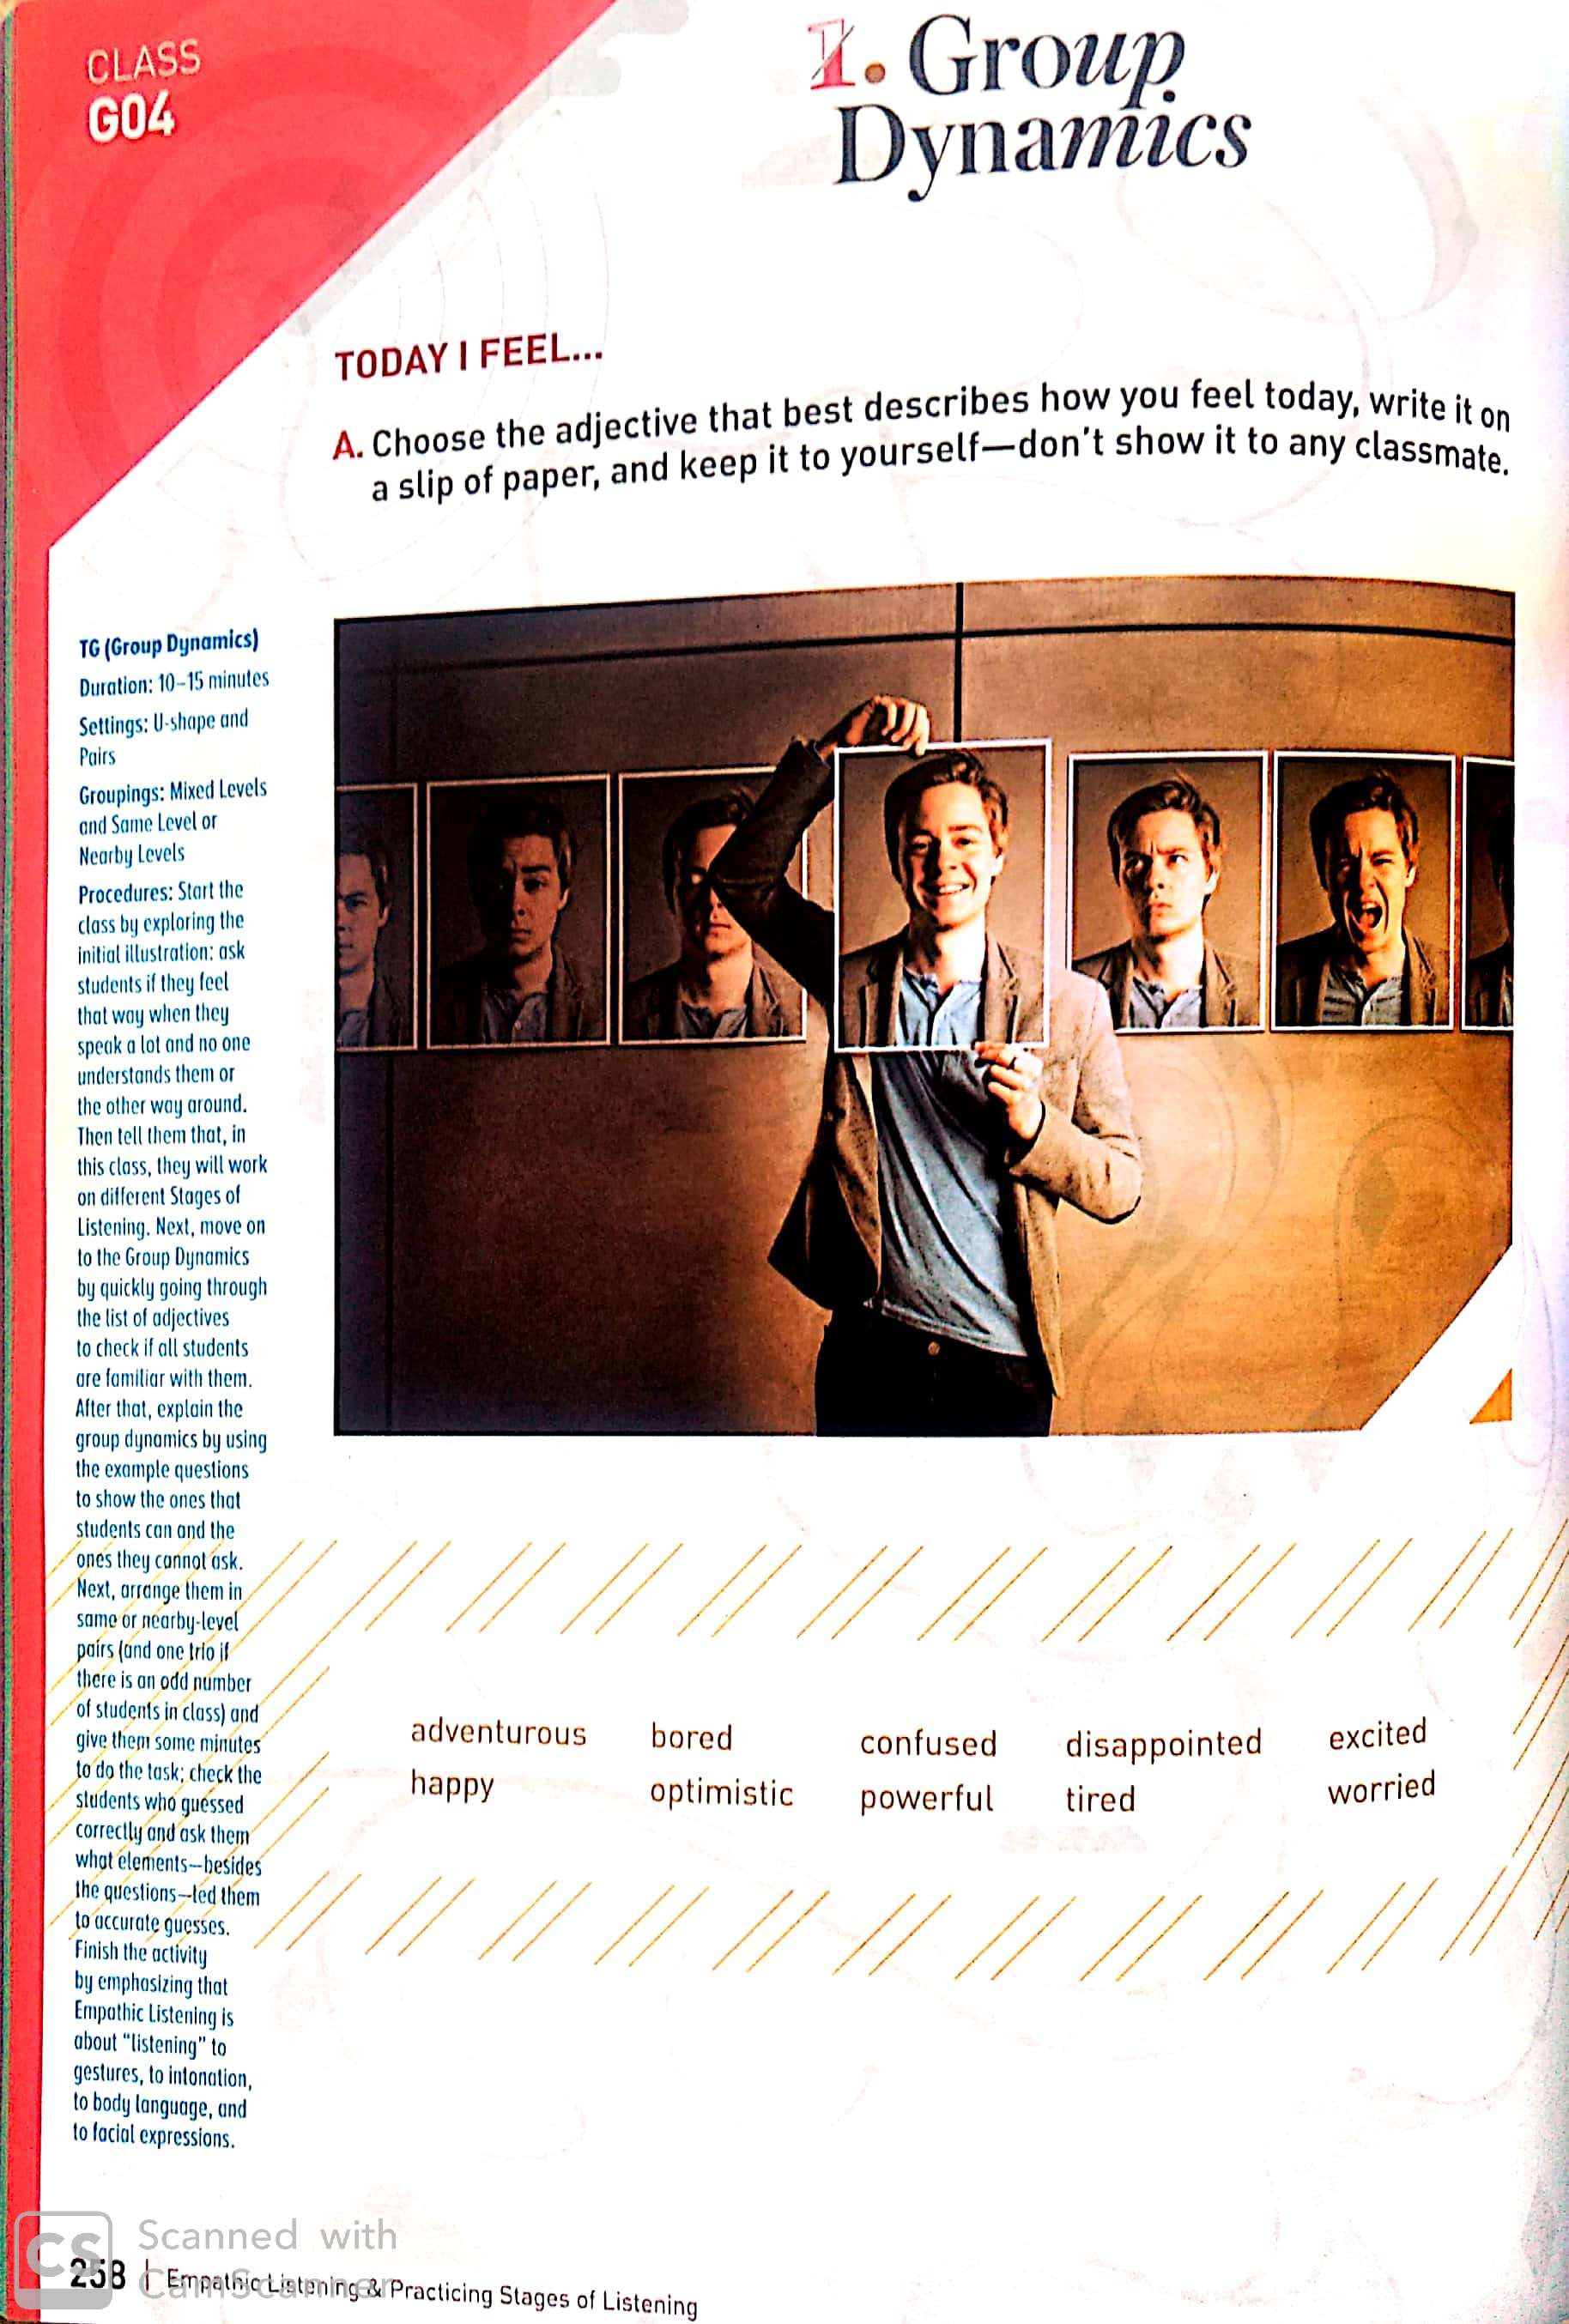 CLASS
G04
1. Group
Dynamics
TODAY I FEEL...
A. Choose the adjective that best describes how you feel today, write it on
a slip of paper, and keep it to yourself—don't show it to any classmate.
TG (Group Dynamics)
Duration: 10–15 minutes
Settings: U-shape and
Pairs
Groupings: Mixed Levels
and Same Level or
Nearby Levels
Procedures: Start the
class by exploring the
initial illustration: ask
students if they feel
that way when they
speak a lot and no one
understands them or
the other way around.
Then tell them that, in
this class, they will work
on different Stages of
Listening. Next, move on
to the Group Dynamics
by quickly going through
the list of adjectives
to check if all students
are familiar with them.
After that, explain the
group dynamics by using
the example questions
to show the ones that
students can and the
ones they cannot ask.
Next, arrange them in
same or nearby-level
pairs (and one trio if
there is an odd number
of students in class) and
give them some minutes
to do the task; check the
students who guessed
correctly and ask them
what elements—besides
the questions—led them
to accurate guesses.
Finish the activity
by emphasizing that
Empathic Listening is
about "listening" to
gestures, to intonation,
to body language, and
to facial expressions.
adventurous bored confused disappointed excited
happy optimistic powerful tired worried
CS Scanned with
CamScanner
258 | Empathic Listening & Practicing Stages of Listening